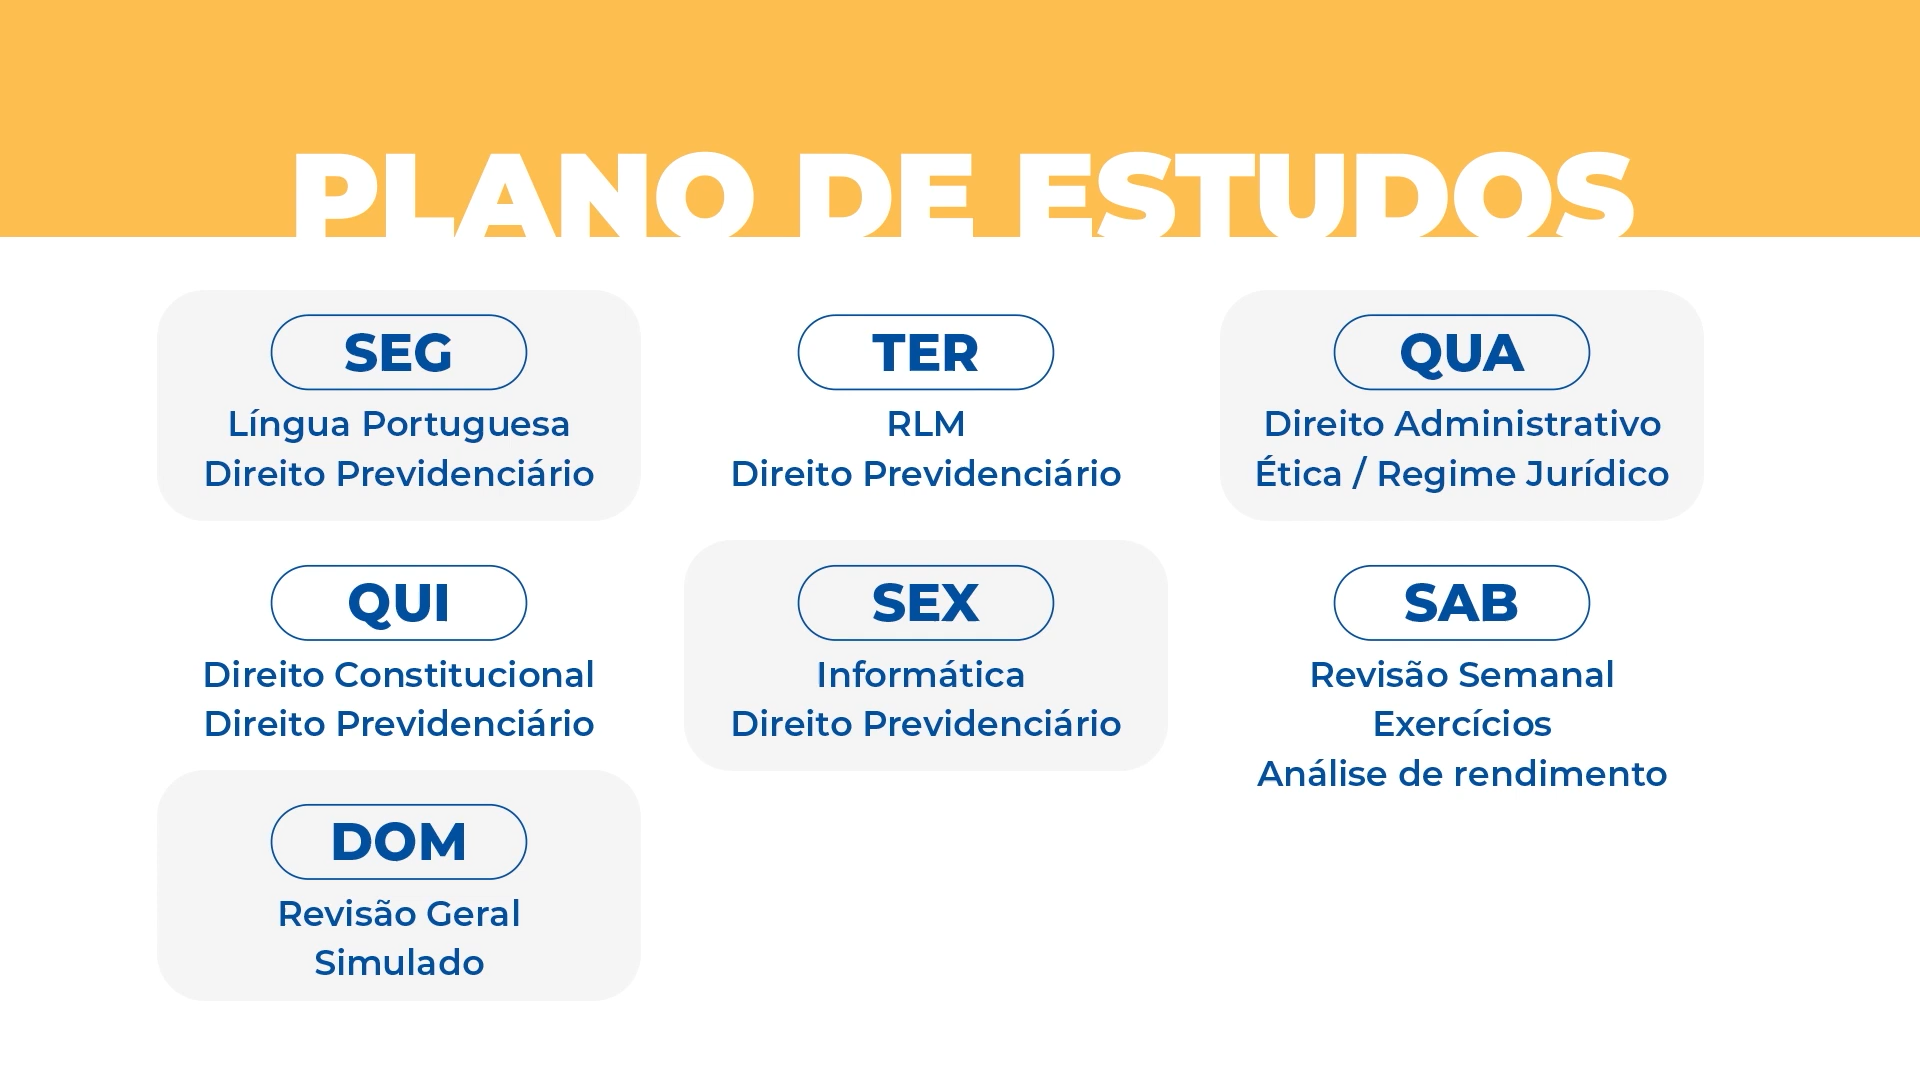 PLANO DE ESTUDOS
SEG
Língua Portuguesa
Direito Previdenciário
TER
RLM
Direito Previdenciário
QUA
Direito Administrativo
Ética / Regime Jurídico
QUI
Direito Constitucional
Direito Previdenciário
SEX
Informática
Direito Previdenciário
SAB
Revisão Semanal
Exercícios
Análise de rendimento
DOM
Revisão Geral
Simulado